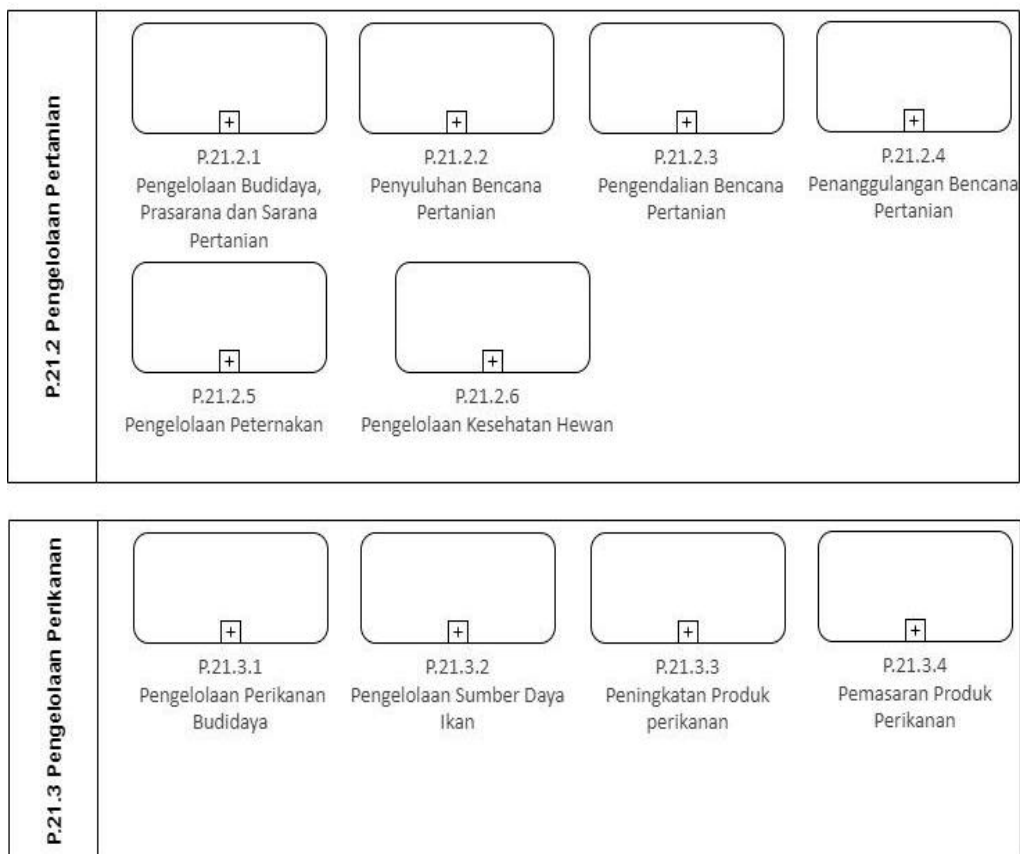 P.21.2 Pengelolaan Pertanian
P.21.2.1
Pengelolaan Budidaya,
Prasarana dan Sarana
Pertanian
P.21.2.2
Penyuluhan Bencana
Pertanian
P.21.2.3
Pengendalian Bencana
Pertanian
P.21.2.4
Penanggulangan Bencana
Pertanian
P.21.2.5
Pengelolaan Peternakan
P.21.2.6
Pengelolaan Kesehatan Hewan
P.21.3 Pengelolaan Perikanan
P.21.3.1
Pengelolaan Perikanan
Budidaya
P.21.3.2
Pengelolaan Sumber Daya
Ikan
P.21.3.3
Peningkatan Produk
perikanan
P.21.3.4
Pemasaran Produk
Perikanan